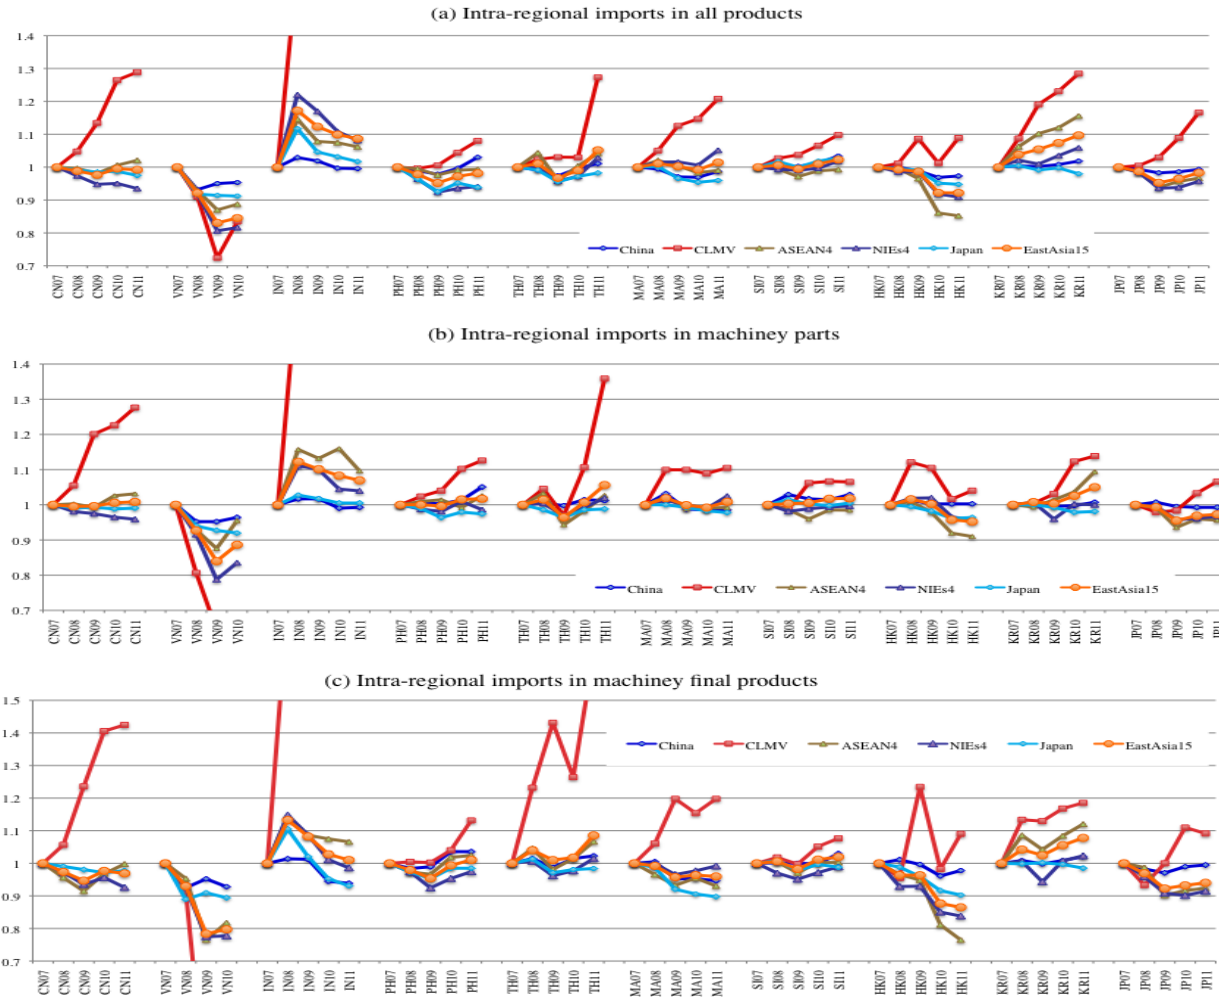 (a) Intra-regional imports in all products
1.4
1.3
1.2
1.1
1
0.9
0.8
0.7
China CLMV ASEAN4 NIEs4 Japan EastAsia15
CN07 CN08 CN09 CN10 CN11 VN07 VN08 VN09 VN10 IN07 IN08 IN09 IN10 IN11 PH07 PH08 PH09 PH10 PH11 TH07 TH08 TH09 TH10 TH11 MA07 MA08 MA09 MA10 MA11 SI07 SI08 SI09 SI10 SI11 HK07 HK08 HK09 HK10 HK11 KR07 KR08 KR09 KR10 KR11 JP07 JP08 JP09 JP10 JP11
(b) Intra-regional imports in machiney parts
1.4
1.3
1.2
1.1
1
0.9
0.8
0.7
China CLMV ASEAN4 NIEs4 Japan EastAsia15
CN07 CN08 CN09 CN10 CN11 VN07 VN08 VN09 VN10 IN07 IN08 IN09 IN10 IN11 PH07 PH08 PH09 PH10 PH11 TH07 TH08 TH09 TH10 TH11 MA07 MA08 MA09 MA10 MA11 SI07 SI08 SI09 SI10 SI11 HK07 HK08 HK09 HK10 HK11 KR07 KR08 KR09 KR10 KR11 JP07 JP08 JP09 JP10
(c) Intra-regional imports in machiney final products
1.5
1.4
1.3
1.2
1.1
1
0.9
0.8
0.7
China CLMV ASEAN4 NIEs4 Japan EastAsia15
CN07 CN08 CN09 CN10 CN11 VN07 VN08 VN09 VN10 IN07 IN08 IN09 IN10 IN11 PH07 PH08 PH09 PH10 PH11 TH07 TH08 TH09 TH10 TH11 MA07 MA08 MA09 MA10 MA11 SI07 SI08 SI09 SI10 SI11 HK07 HK08 HK09 HK10 HK11 KR07 KR08 KR09 KR10 KR11 JP07 JP08 JP09 JP10 JP11